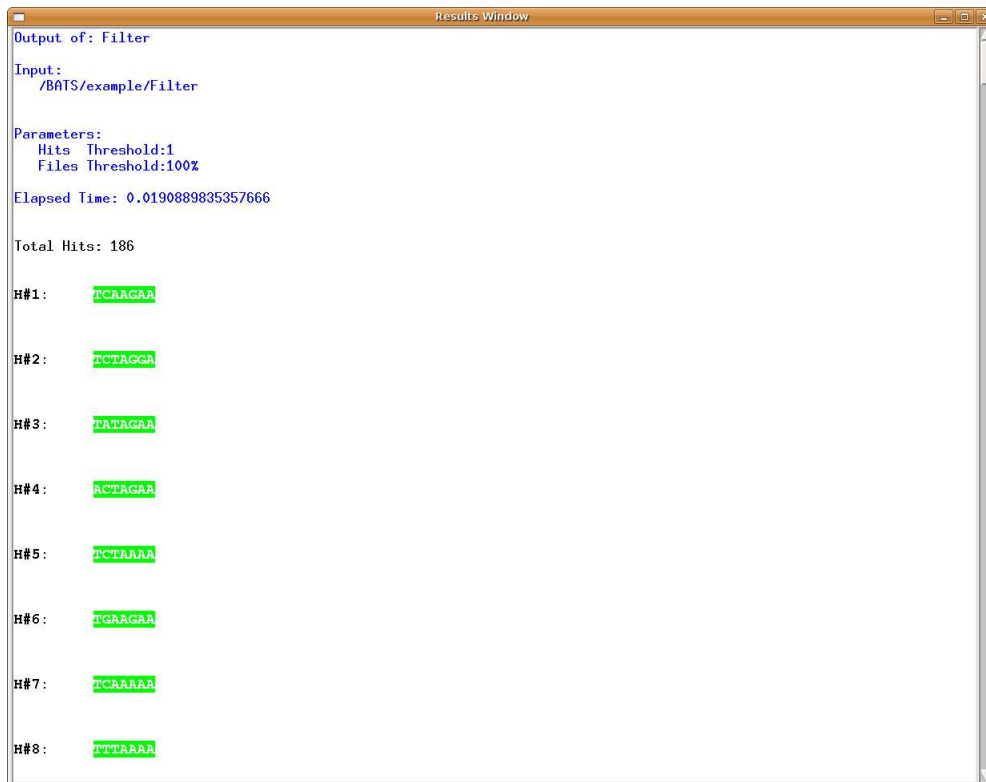 Results Window
Output of: Filter
Input:
/BATS/example/Filter
Parameters:
Hits  Threshold:1
Files Threshold:100%
Elapsed Time: 0.0190889835357666
Total Hits: 186
H#1: TCAAGAA
H#2: TCTAGGA
H#3: TATAGAA
H#4: ACTAGAA
H#5: TCTAAAA
H#6: TGAAGAA
H#7: TCAAAAA
H#8: TTTAAAA